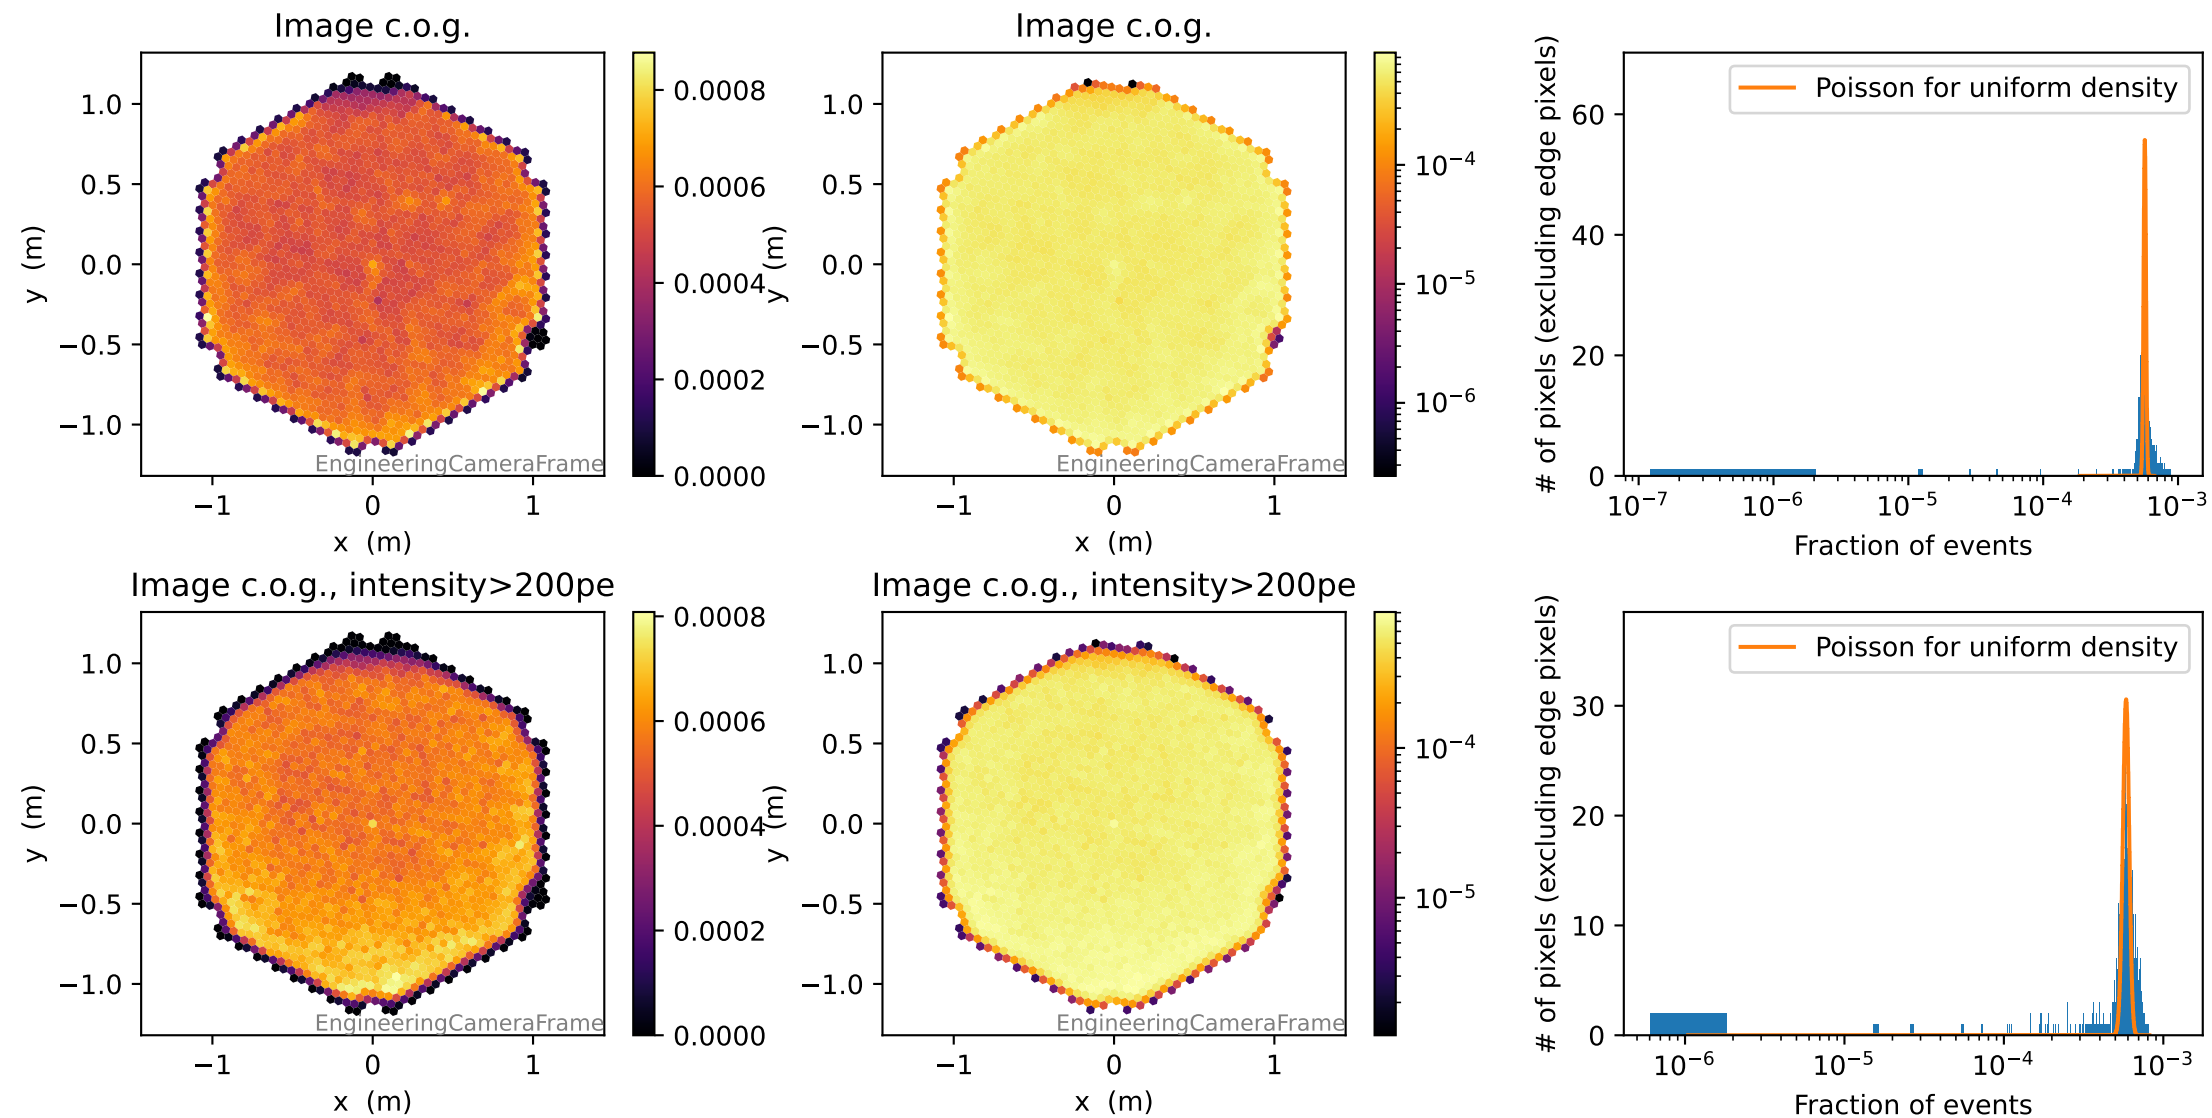 Image c.o.g.
y (m)
1.0
0.5
0.0
−0.5
−1.0
−1
0
1
x (m)
EngineeringCameraFrame
0.0008
0.0006
0.0004
0.0002
0.0000
Image c.o.g.
y (m)
1.0
0.5
0.0
−0.5
−1.0
−1
0
1
x (m)
EngineeringCameraFrame
10−4
10−5
10−6
# of pixels (excluding edge pixels)
60
40
20
0
Poisson for uniform density
10−7
10−6
10−5
10−4
10−3
Fraction of events
Image c.o.g., intensity>200pe
y (m)
1.0
0.5
0.0
−0.5
−1.0
−1
0
1
x (m)
EngineeringCameraFrame
0.0008
0.0006
0.0004
0.0002
0.0000
Image c.o.g., intensity>200pe
y (m)
1.0
0.5
0.0
−0.5
−1.0
−1
0
1
x (m)
EngineeringCameraFrame
10−4
10−5
# of pixels (excluding edge pixels)
30
20
10
0
Poisson for uniform density
10−6
10−5
10−4
10−3
Fraction of events